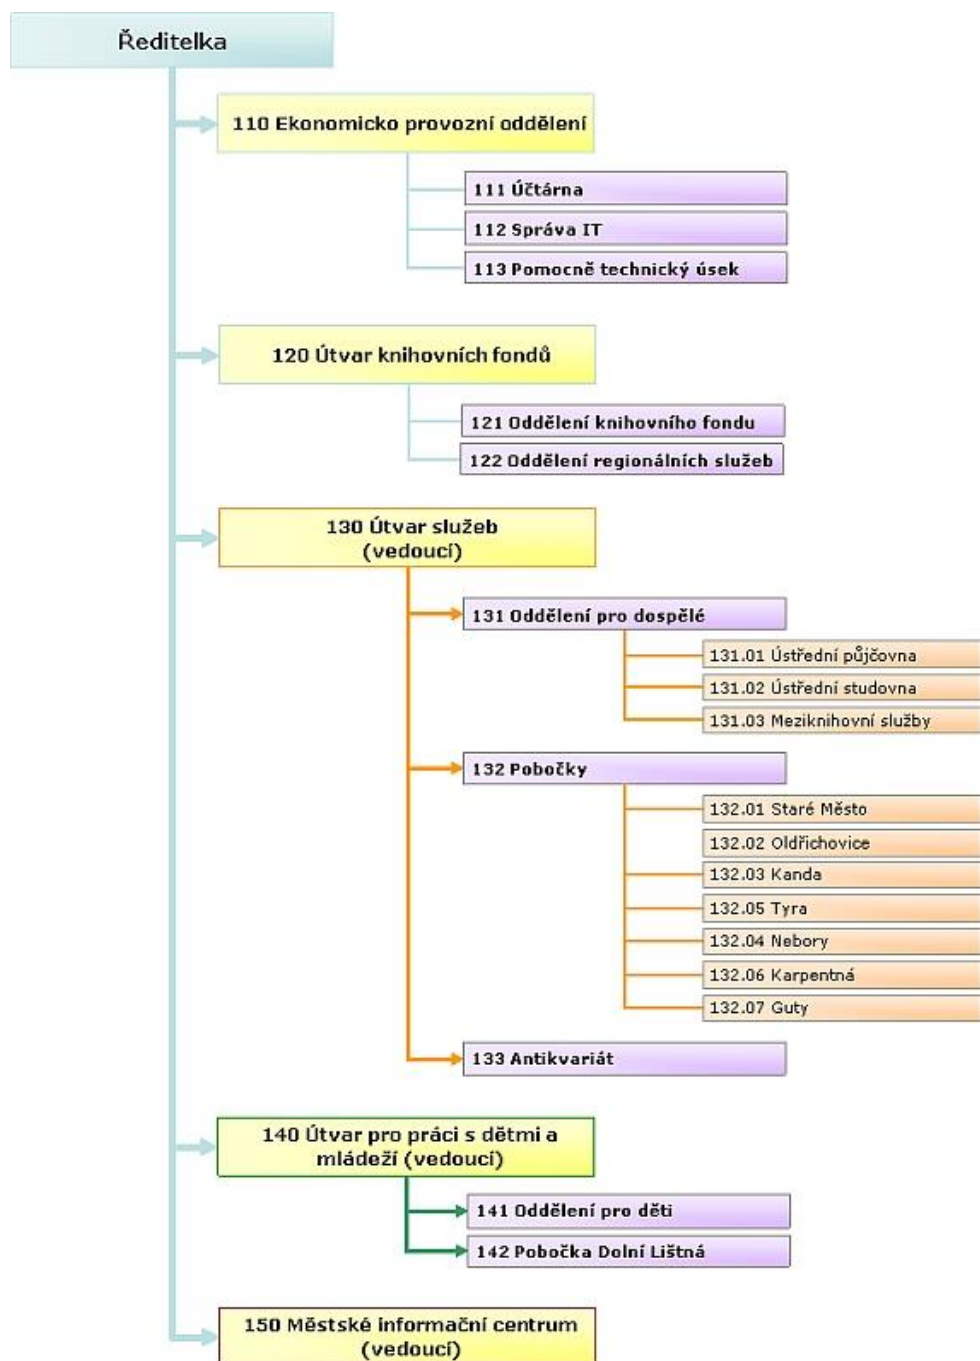 Ředitelka
110 Ekonomicko provozní oddělení
111 Účtárna
112 Správa IT
113 Pomocně technický úsek
120 Útvar knihovních fondů
121 Oddělení knihovního fondu
122 Oddělení regionálních služeb
130 Útvar služeb
(vedoucí)
131 Oddělení pro dospělé
131.01 Ústřední půjčovna
131.02 Ústřední studovna
131.03 Meziknihovní služby
132 Pobočky
132.01 Staré Město
132.02 Oldřichovice
132.03 Kanda
132.05 Tyra
132.04 Nebory
132.06 Karpentná
132.07 Guty
133 Antikvariát
140 Útvar pro práci s dětmi a
mládeží (vedoucí)
141 Oddělení pro děti
142 Pobočka Dolní Lištná
150 Městské informační centrum
(vedoucí)